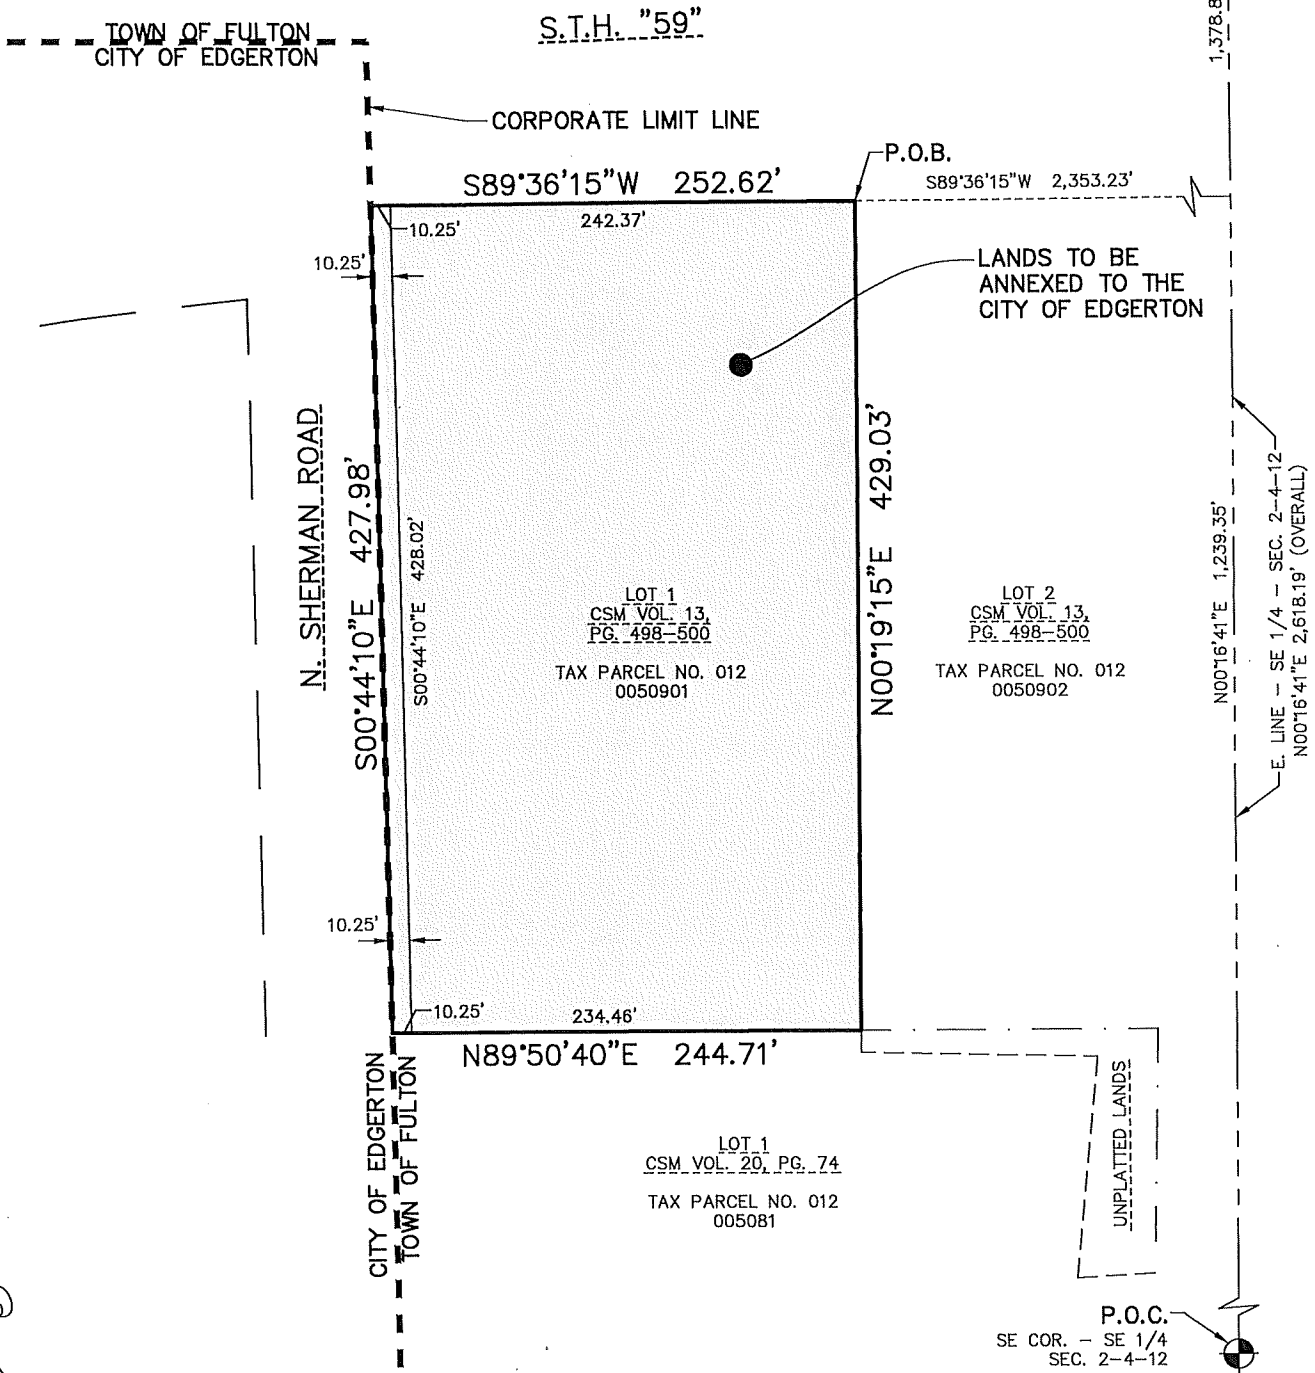 S.T.H. "59"
TOWN OF FULTON
CITY OF EDGERTON
1,378.8
CORPORATE LIMIT LINE
P.O.B.
S89°36'15"W 252.62'
S89°36'15"W 2,353.23'
242.37'
10.25'
10.25'
LANDS TO BE
ANNEXED TO THE
CITY OF EDGERTON
N. SHERMAN ROAD
S00°44'10"E 427.98'
S00°44'10"E 428.02'
LOT 1
CSM VOL. 13,
PG. 498-500
TAX PARCEL NO. 012
0050901
N00°19'15"E 429.03'
LOT 2
CSM VOL. 13,
PG. 498-500
TAX PARCEL NO. 012
0050902
N00°16'41"E 1,239.35'
E. LINE - SE 1/4 - SEC. 2-4-12
N00°16'41"E 2,618.19' (OVERALL)
10.25'
10.25'
234.46'
N89°50'40"E 244.71'
CITY OF EDGERTON
TOWN OF FULTON
LOT 1
CSM VOL. 20, PG. 74
TAX PARCEL NO. 012
005081
UNPLATTED LANDS
P.O.C.
SE COR. - SE 1/4
SEC. 2-4-12